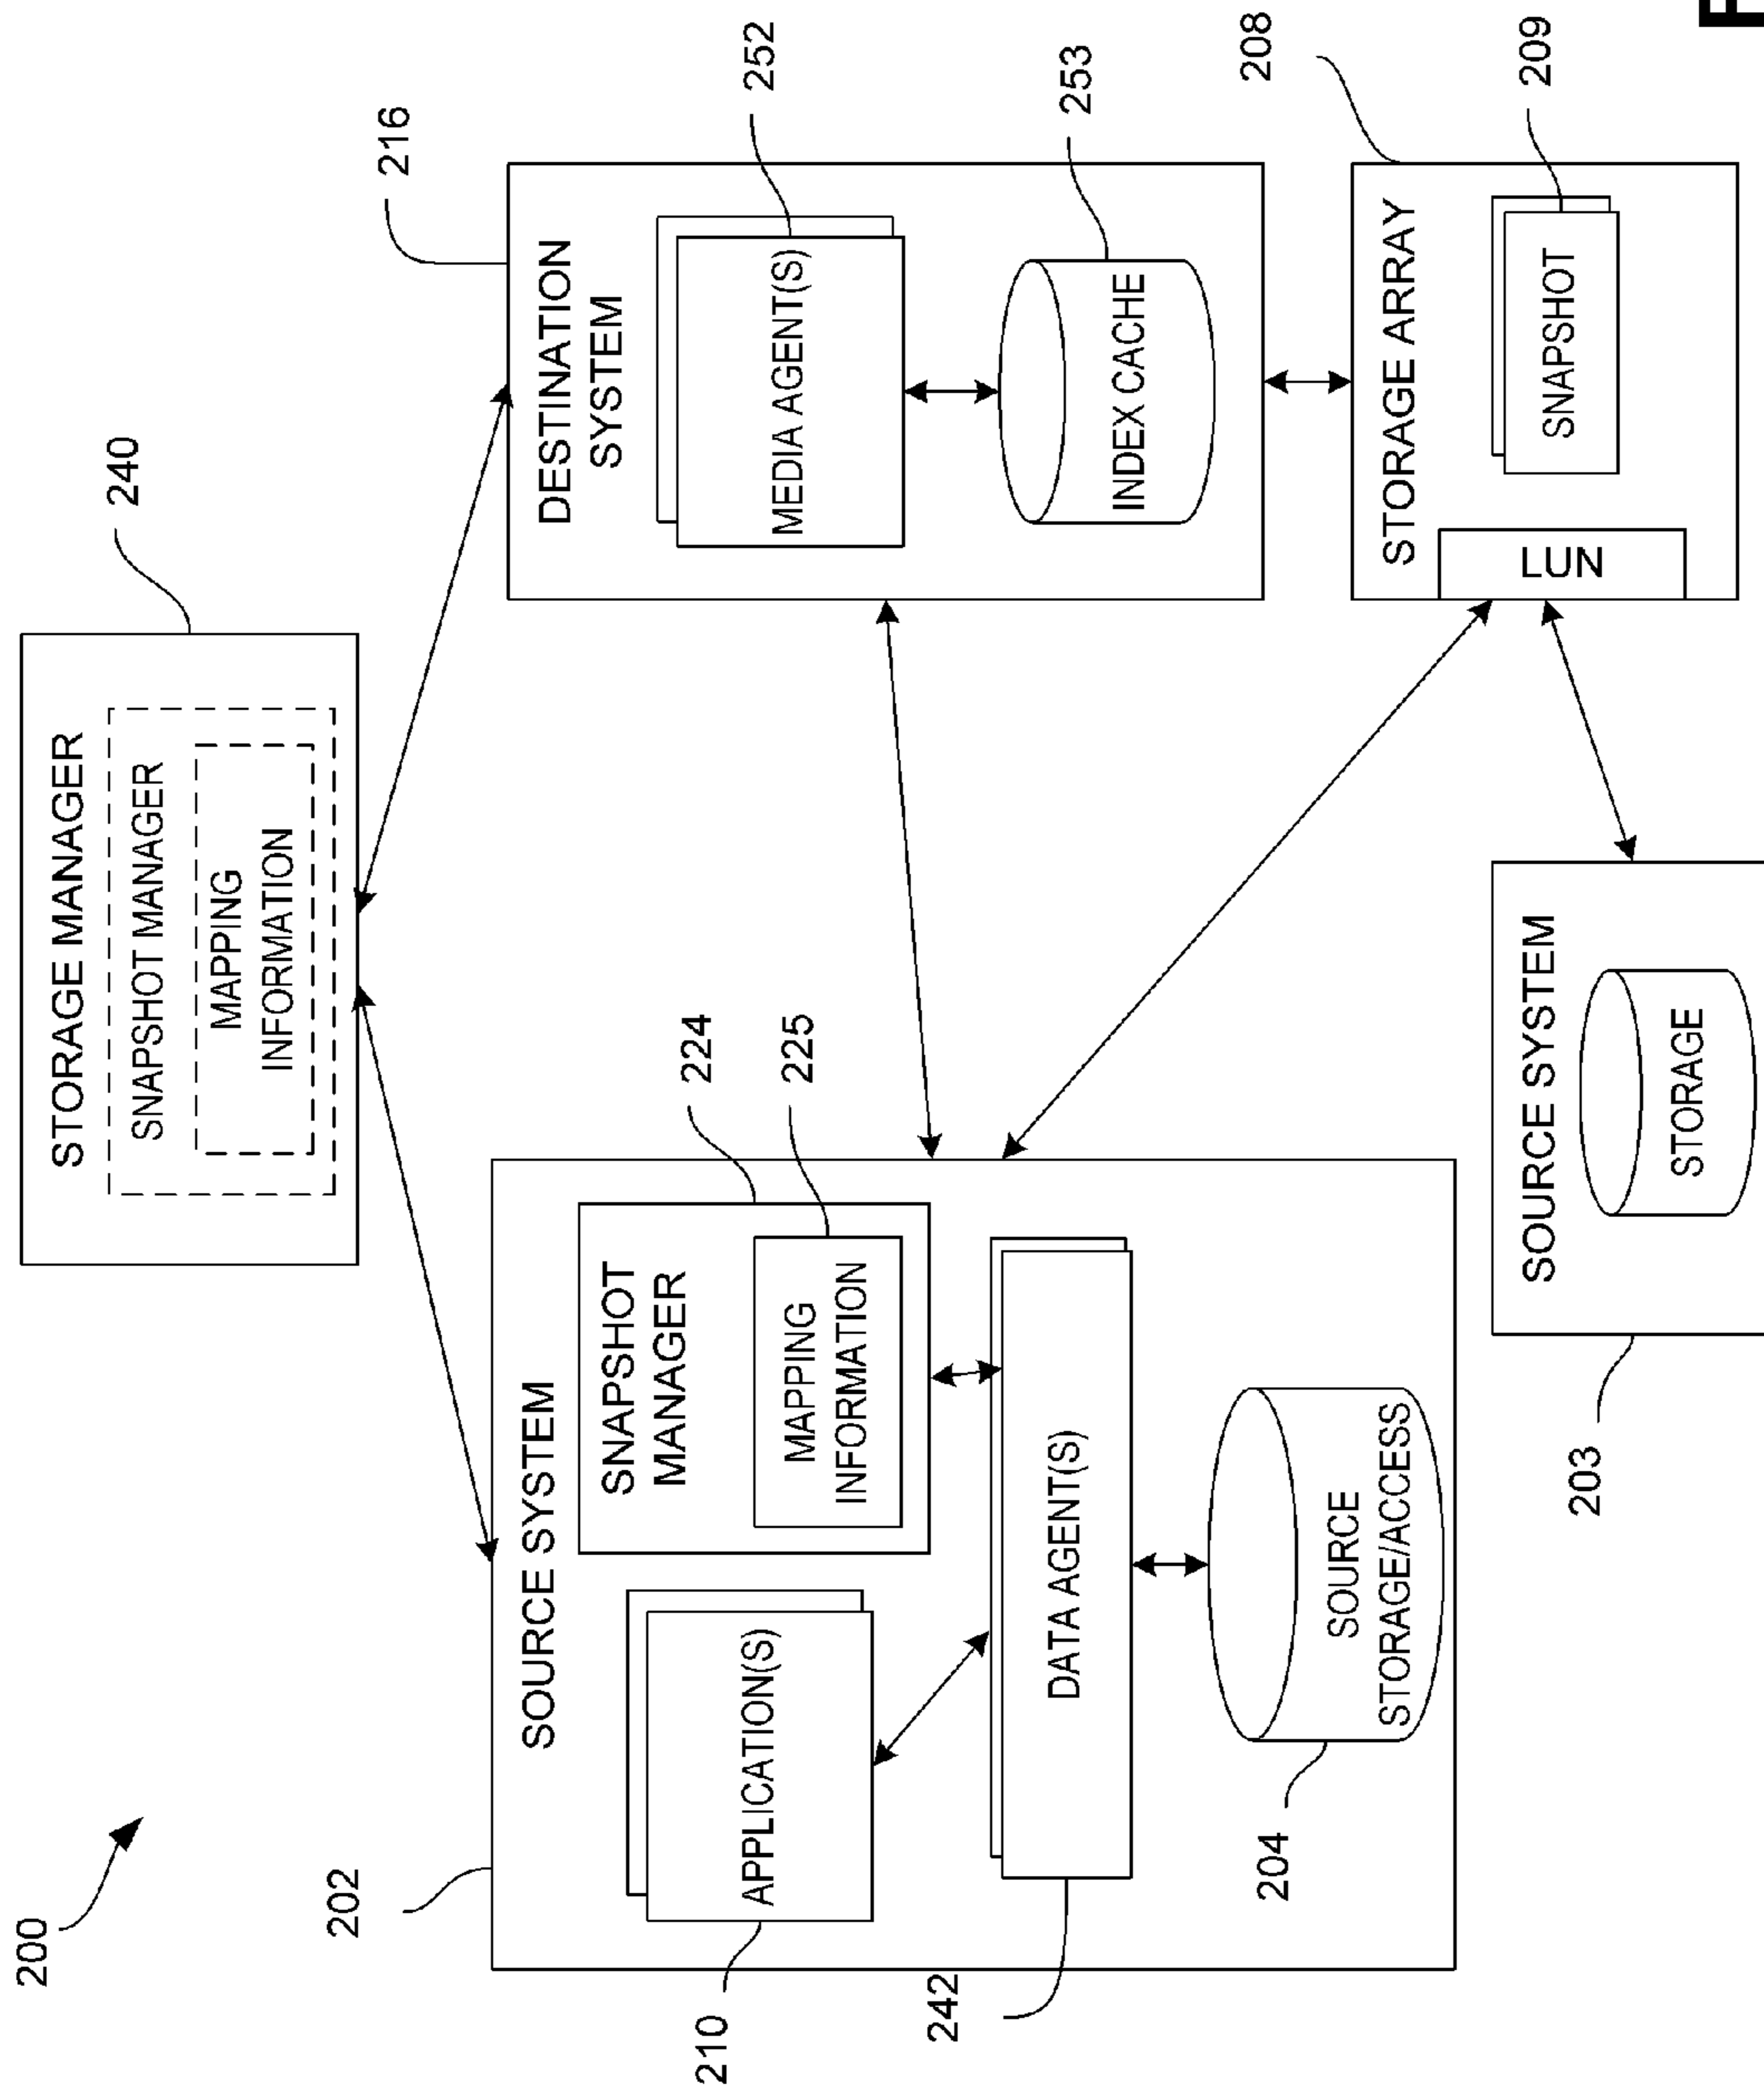 200
240
STORAGE MANAGER
SNAPSHOT MANAGER
MAPPING
INFORMATION
202
SOURCE SYSTEM
210
APPLICATION(S)
224
SNAPSHOT
MANAGER
225
MAPPING
INFORMATION
242
DATA AGENT(S)
204
SOURCE
STORAGE/ACCESS
216
DESTINATION
SYSTEM
252
MEDIA AGENT(S)
253
INDEX CACHE
203
SOURCE SYSTEM
STORAGE
208
STORAGE ARRAY
LUN
209
SNAPSHOT